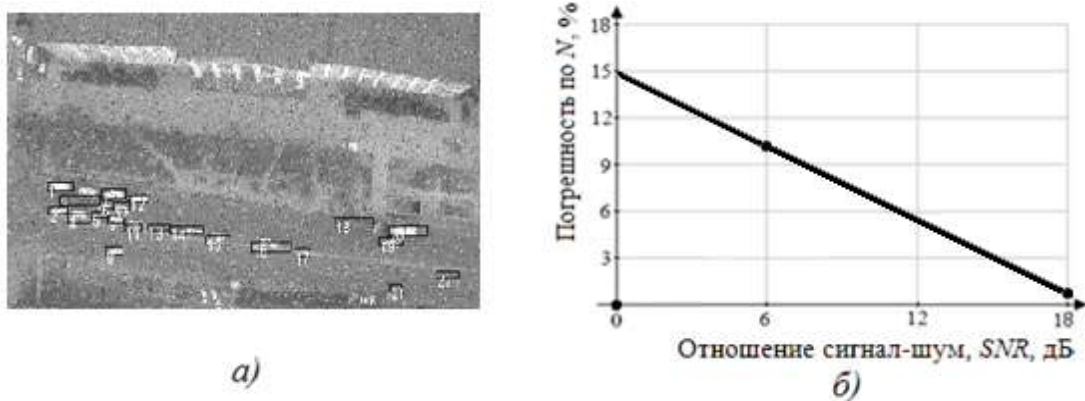 Погрешность по N, %
18
15
12
9
6
3
0
6
12
18
Отношение сигнал-шум, SNR, дБ
а)
б)